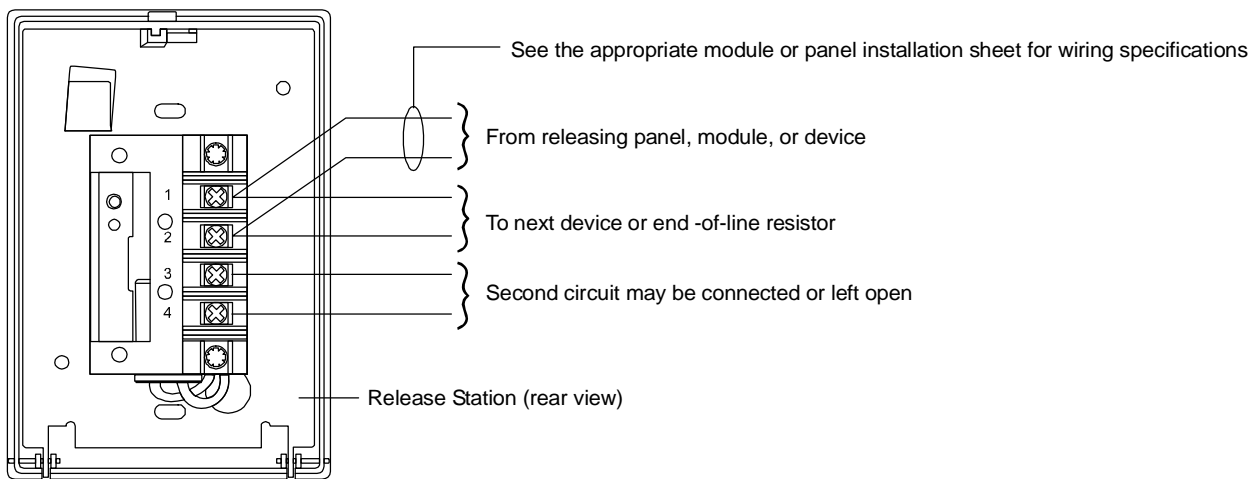 See the appropriate module or panel installation sheet for wiring specifications
From releasing panel, module, or device
1
To next device or end -of-line resistor
2
3
Second circuit may be connected or left open
4
Release Station (rear view)